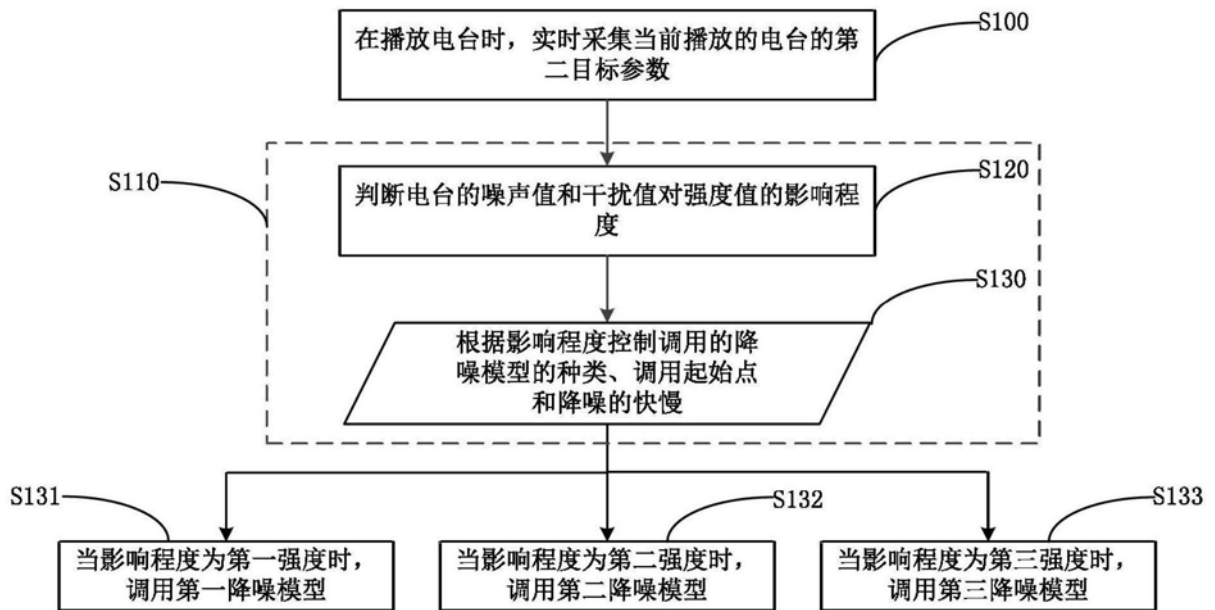 在播放电台时，实时采集当前播放的电台的第
二目标参数
S100
S110
判断电台的噪声值和干扰值对强度值的影响程
度
S120
S130
根据影响程度控制调用的降
噪模型的种类、调用起始点
和降噪的快慢
S131
当影响程度为第一强度时，
调用第一降噪模型
S132
当影响程度为第二强度时，
调用第二降噪模型
S133
当影响程度为第三强度时，
调用第三降噪模型